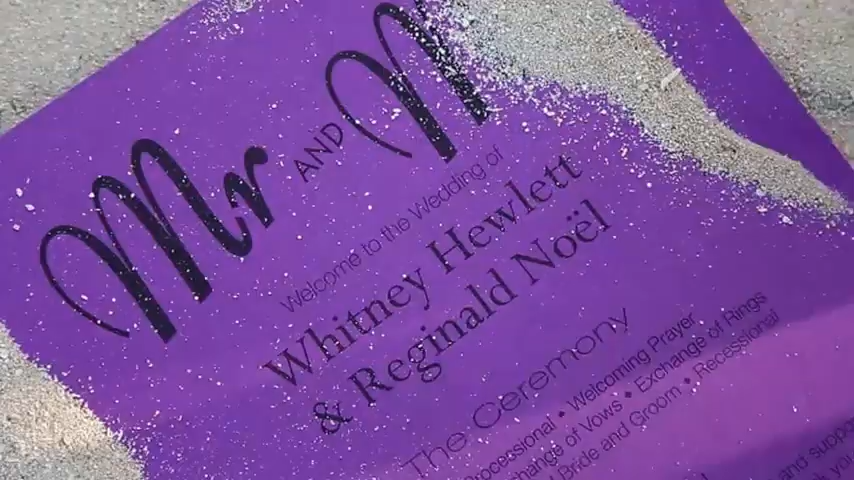 Mr AND M
Welcome to the Wedding of
Whitney Hewlett
& Reginald Noël
The Ceremony
Processional • Welcoming Prayer
Exchange of Vows • Exchange of Rings
Bride and Groom • Recessional
and